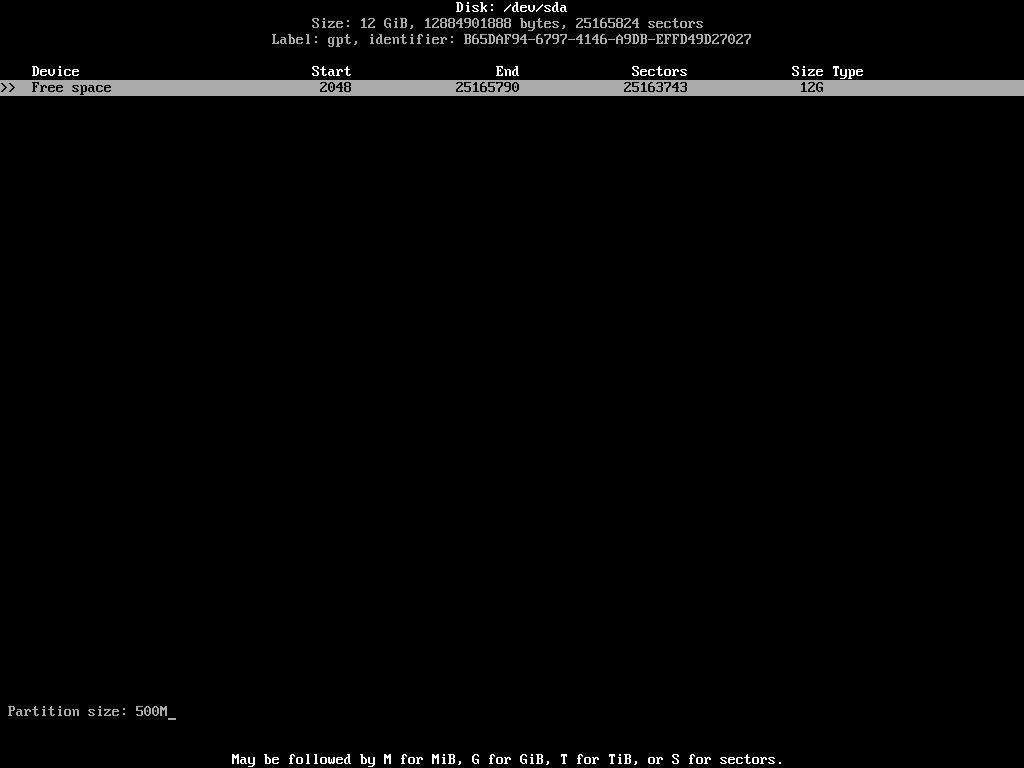 Disk: /dev/sda
Size: 12 GiB, 12884901888 bytes, 25165824 sectors
Label: gpt, identifier: B65DAF94-6797-4146-A9DB-EFFD49D27027
Device Start End Sectors Size Type
>> Free space 2048 25165790 25163743 12G
Partition size: 500M_
May be followed by M for MiB, G for GiB, T for TiB, or S for sectors.